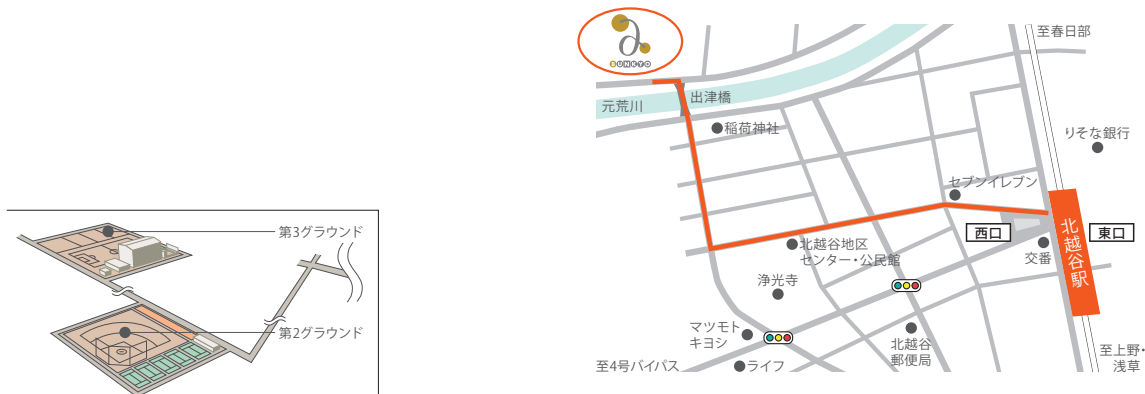 第3グラウンド
第2グラウンド
BUNKYO
至春日部
元荒川
出津橋
稲荷神社
りそな銀行
セブンイレブン
西口
東口
北越谷駅
交番
北越谷地区
センター・公民館
浄光寺
マツモト
キヨシ
北越谷
郵便局
至4号バイパス
ライフ
至上野・
浅草